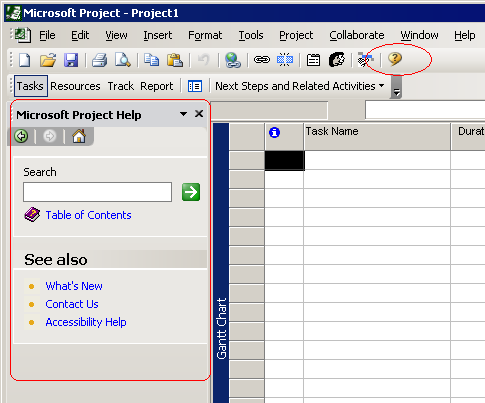 Microsoft Project - Project1
File Edit View Insert Format Tools Project Collaborate Window Help
Tasks Resources Track Report Next Steps and Related Activities
Microsoft Project Help
Task Name Durat
Search
Table of Contents
See also
What's New
Contact Us
Accessibility Help
Gantt Chart